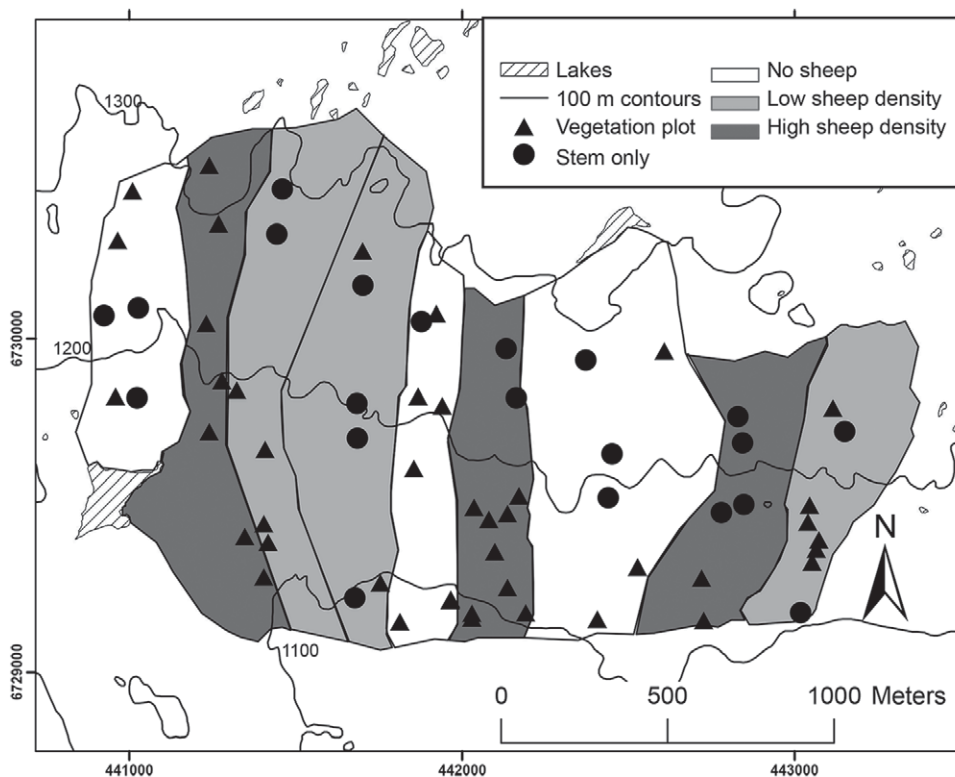 Lakes
100 m contours
Vegetation plot
Stem only
No sheep
Low sheep density
High sheep density
1300
1200
1100
6730000
6729000
N
0 500 1000 Meters
441000 442000 443000